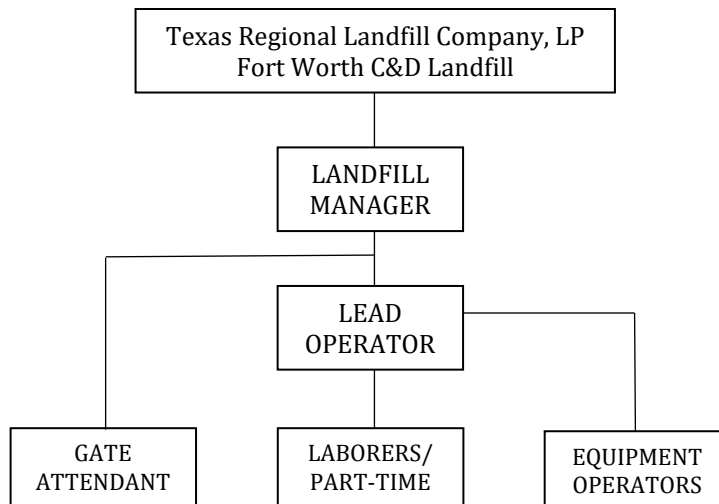 Texas Regional Landfill Company, LP
Fort Worth C&D Landfill
LANDFILL
MANAGER
LEAD
OPERATOR
GATE
ATTENDANT
LABORERS/
PART-TIME
EQUIPMENT
OPERATORS